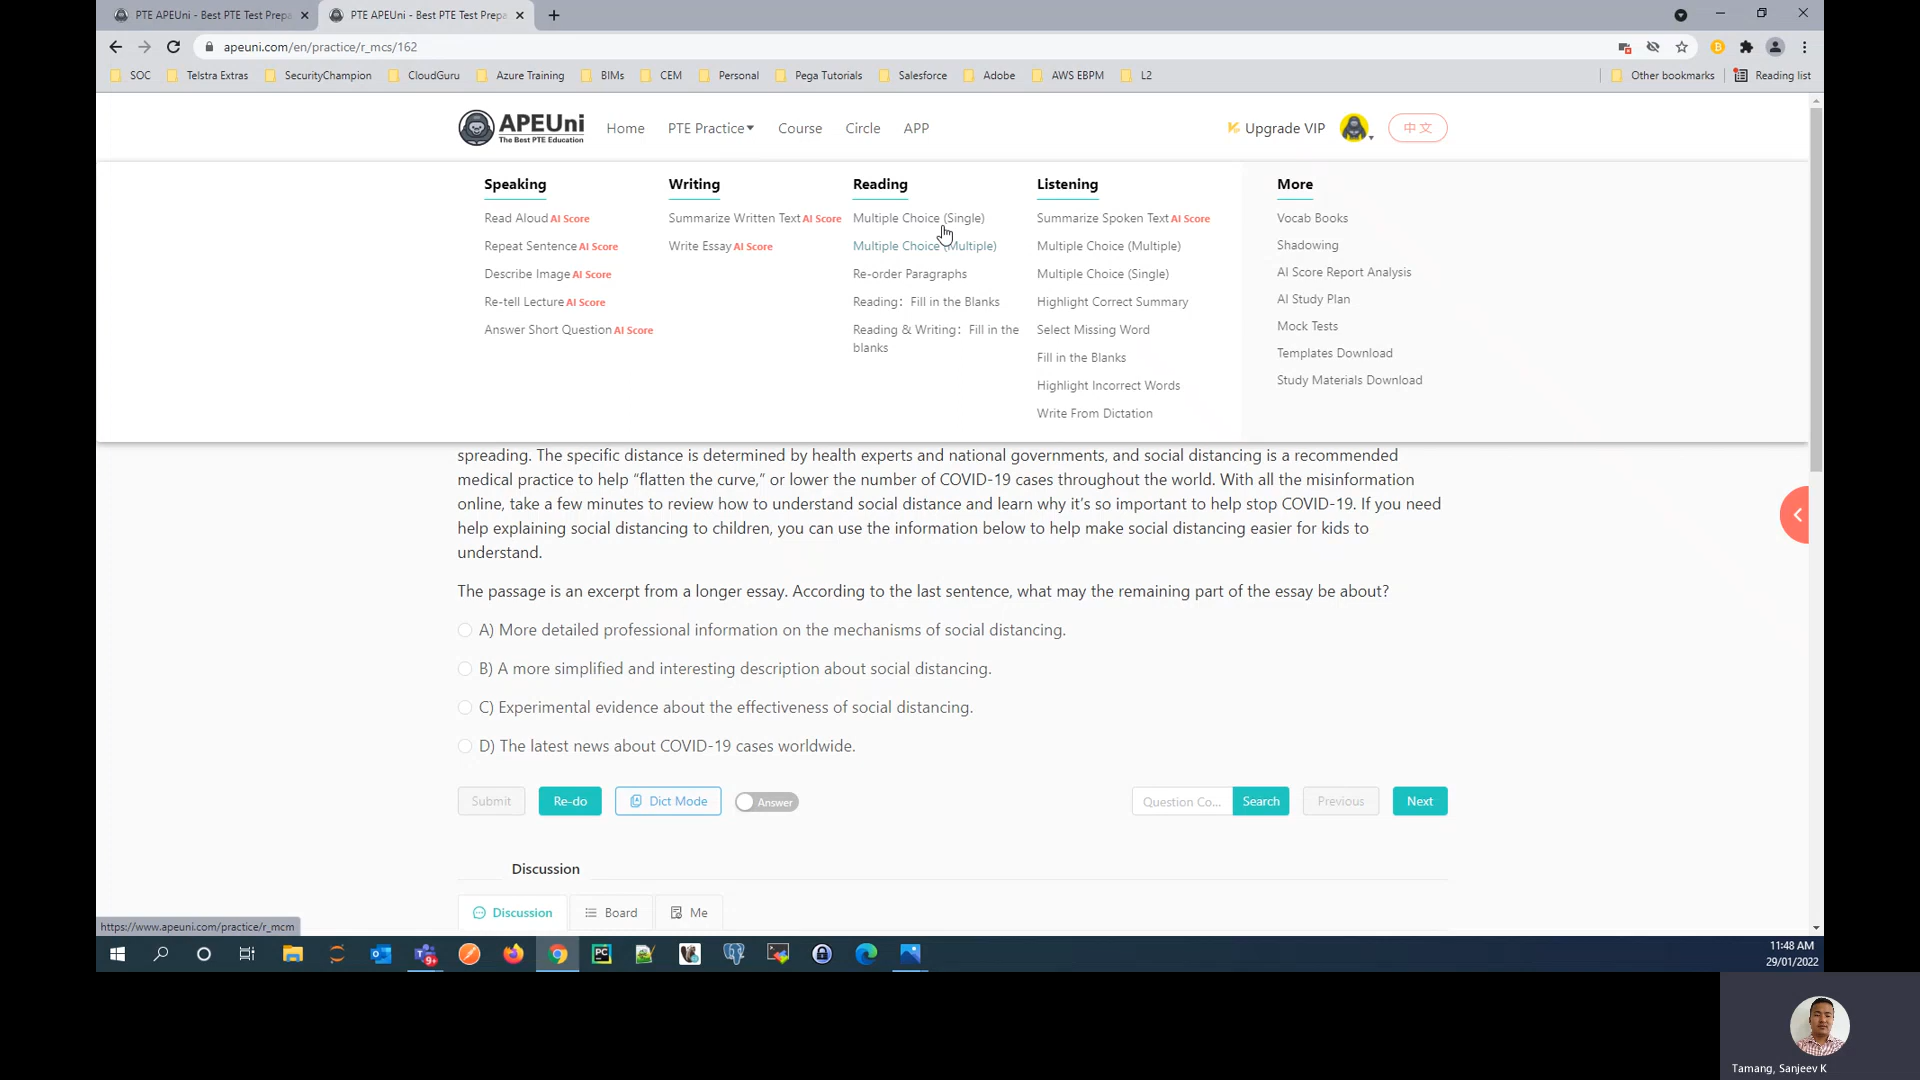 PTE APEUni - Best PTE Test Prepa
PTE APEUni - Best PTE Test Prepa
apeuni.com/en/practice/r_mcs/162
SOC Telstra Extras SecurityChampion CloudGuru Azure Training BIMs CEM Personal Pega Tutorials Salesforce Adobe AWS EBPM L2 Other bookmarks Reading list
APEUni
The Best PTE Education
Home PTE Practice Course Circle APP Upgrade VIP 中文
Speaking
Read Aloud AI Score
Repeat Sentence AI Score
Describe Image AI Score
Re-tell Lecture AI Score
Answer Short Question AI Score
Writing
Summarize Written Text AI Score
Write Essay AI Score
Reading
Multiple Choice (Single)
Multiple Choice (Multiple)
Re-order Paragraphs
Reading：Fill in the Blanks
Reading & Writing：Fill in the
blanks
Listening
Summarize Spoken Text AI Score
Multiple Choice (Multiple)
Multiple Choice (Single)
Highlight Correct Summary
Select Missing Word
Fill in the Blanks
Highlight Incorrect Words
Write From Dictation
More
Vocab Books
Shadowing
AI Score Report Analysis
AI Study Plan
Mock Tests
Templates Download
Study Materials Download
spreading. The specific distance is determined by health experts and national governments, and social distancing is a recommended
medical practice to help “flatten the curve,” or lower the number of COVID-19 cases throughout the world. With all the misinformation
online, take a few minutes to review how to understand social distance and learn why it’s so important to help stop COVID-19. If you need
help explaining social distancing to children, you can use the information below to help make social distancing easier for kids to
understand.
The passage is an excerpt from a longer essay. According to the last sentence, what may the remaining part of the essay be about?
A) More detailed professional information on the mechanisms of social distancing.
B) A more simplified and interesting description about social distancing.
C) Experimental evidence about the effectiveness of social distancing.
D) The latest news about COVID-19 cases worldwide.
Submit Re-do Dict Mode Answer Question Co... Search Previous Next
Discussion
Discussion Board Me
https://www.apeuni.com/practice/r_mcm
11:48 AM
29/01/2022
Tamang, Sanjeev K